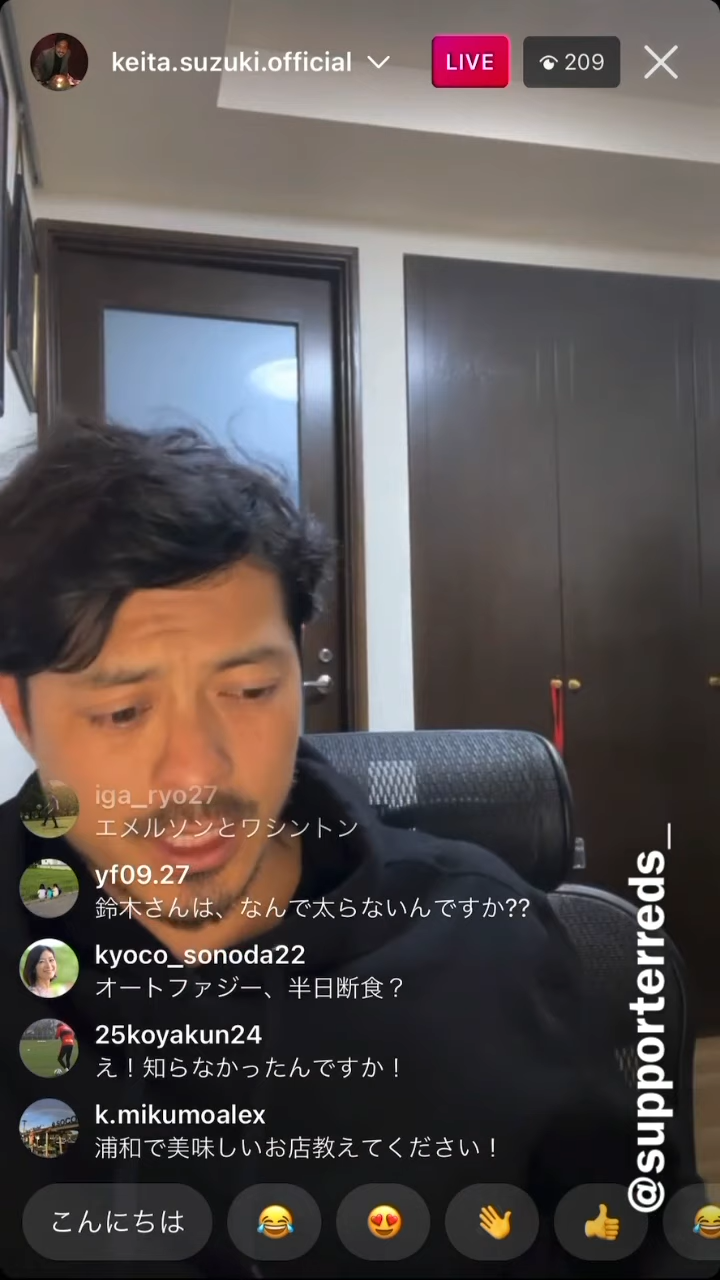 keita.suzuki.official
LIVE
209
iga_ryo27
エメルソンとワシントン
yf09.27
鈴木さんは、なんで太らないんですか??
kyoco_sonoda22
オートファジー、半日断食？
25koyakun24
え！知らなかったんですか！
k.mikumoalex
浦和で美味しいお店教えてください！
@supporterreds_
こんにちは